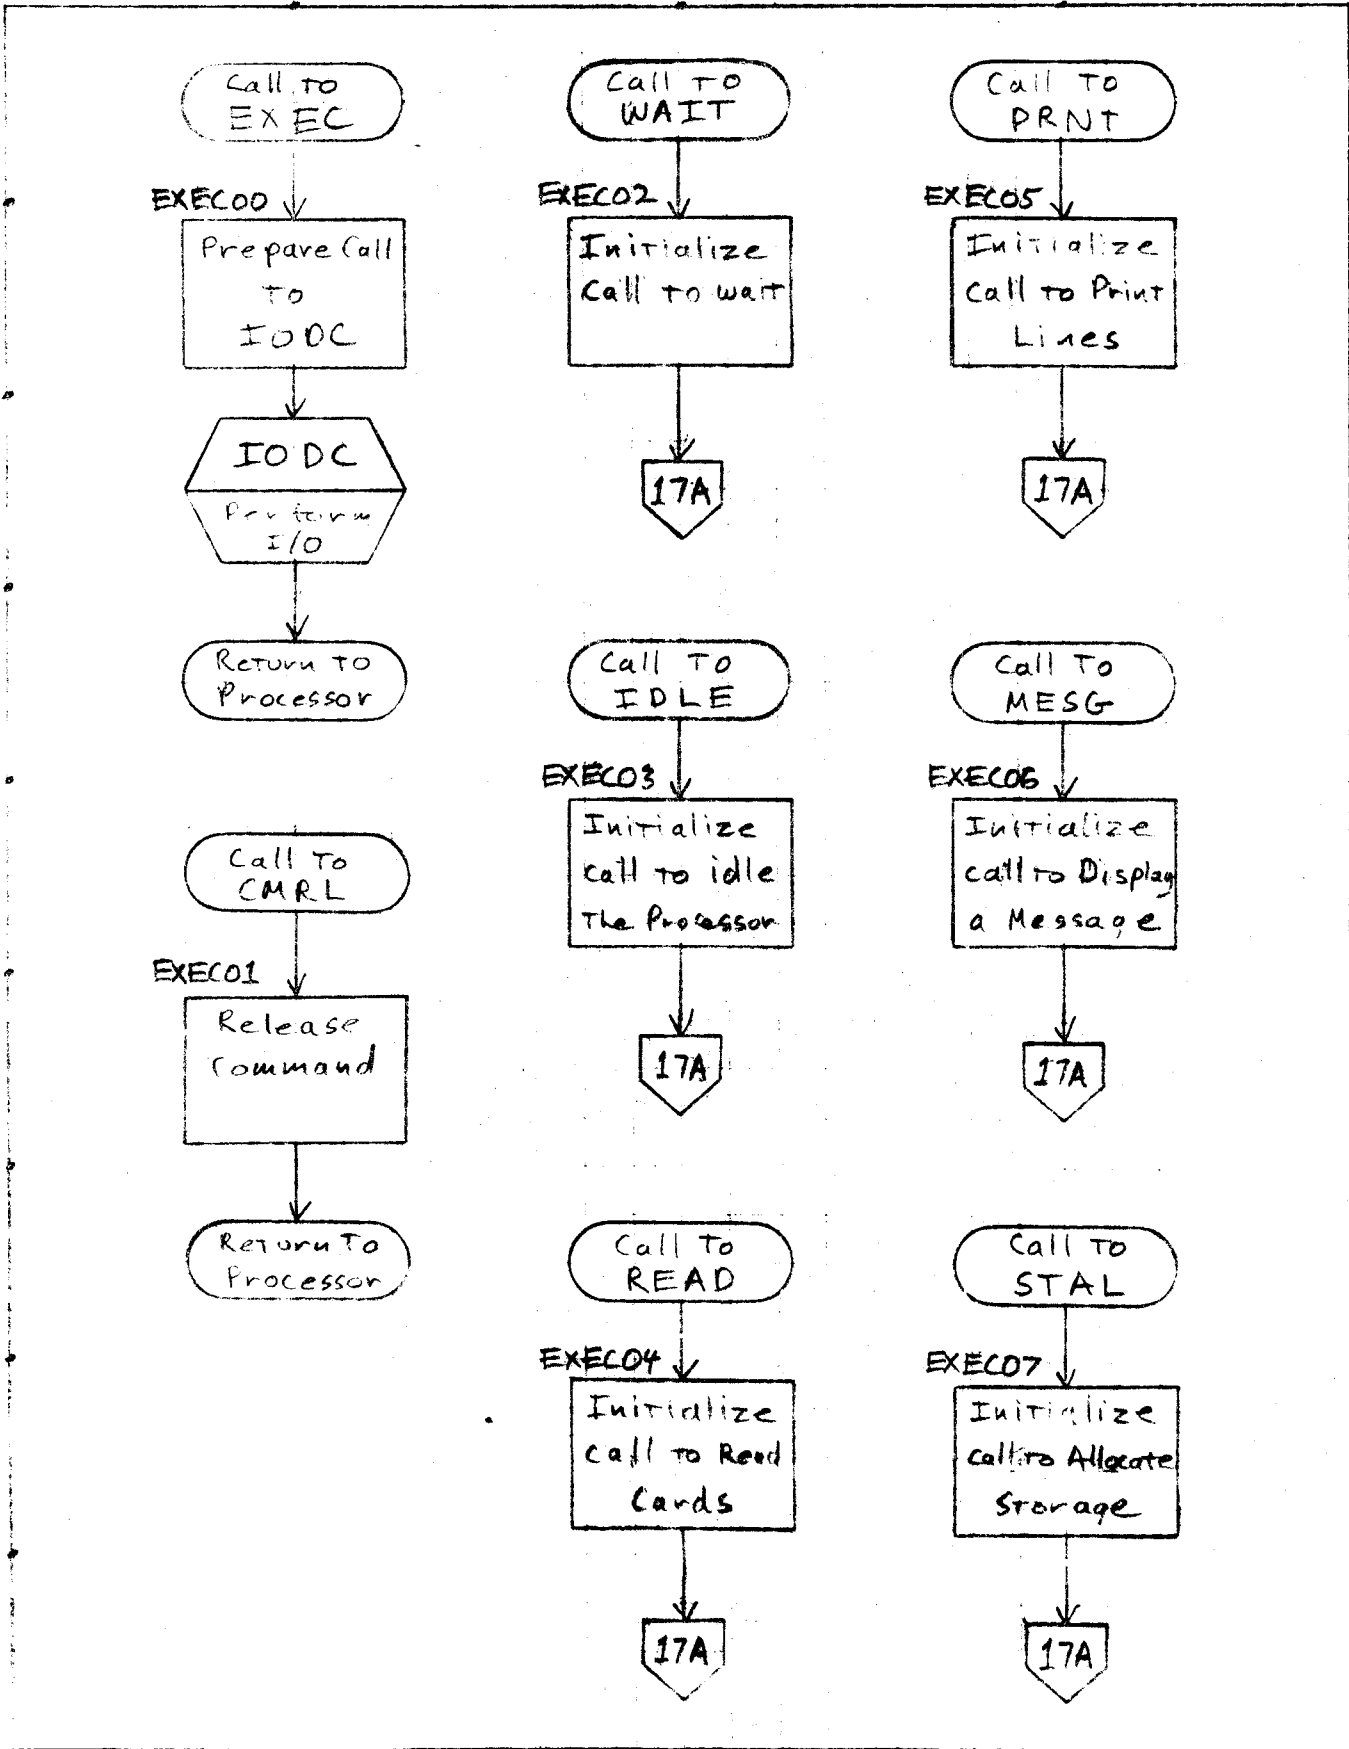 Call To
EXEC
EXEC00
Prepare Call
To
IODC
IODC
Perform
I/O
Return To
Processor
Call To
CMRL
EXEC01
Release
Command
Return To
Processor
Call To
WAIT
EXEC02
Initialize
Call to wait
17A
Call To
IDLE
EXEC03
Initialize
call to idle
The Processor
17A
Call To
READ
EXEC04
Initialize
call To Read
Cards
17A
Call To
PRNT
EXEC05
Initialize
call to Print
Lines
17A
Call To
MESG
EXEC06
Initialize
call to Display
a Message
17A
Call To
STAL
EXEC07
Initialize
call to Allocate
Storage
17A